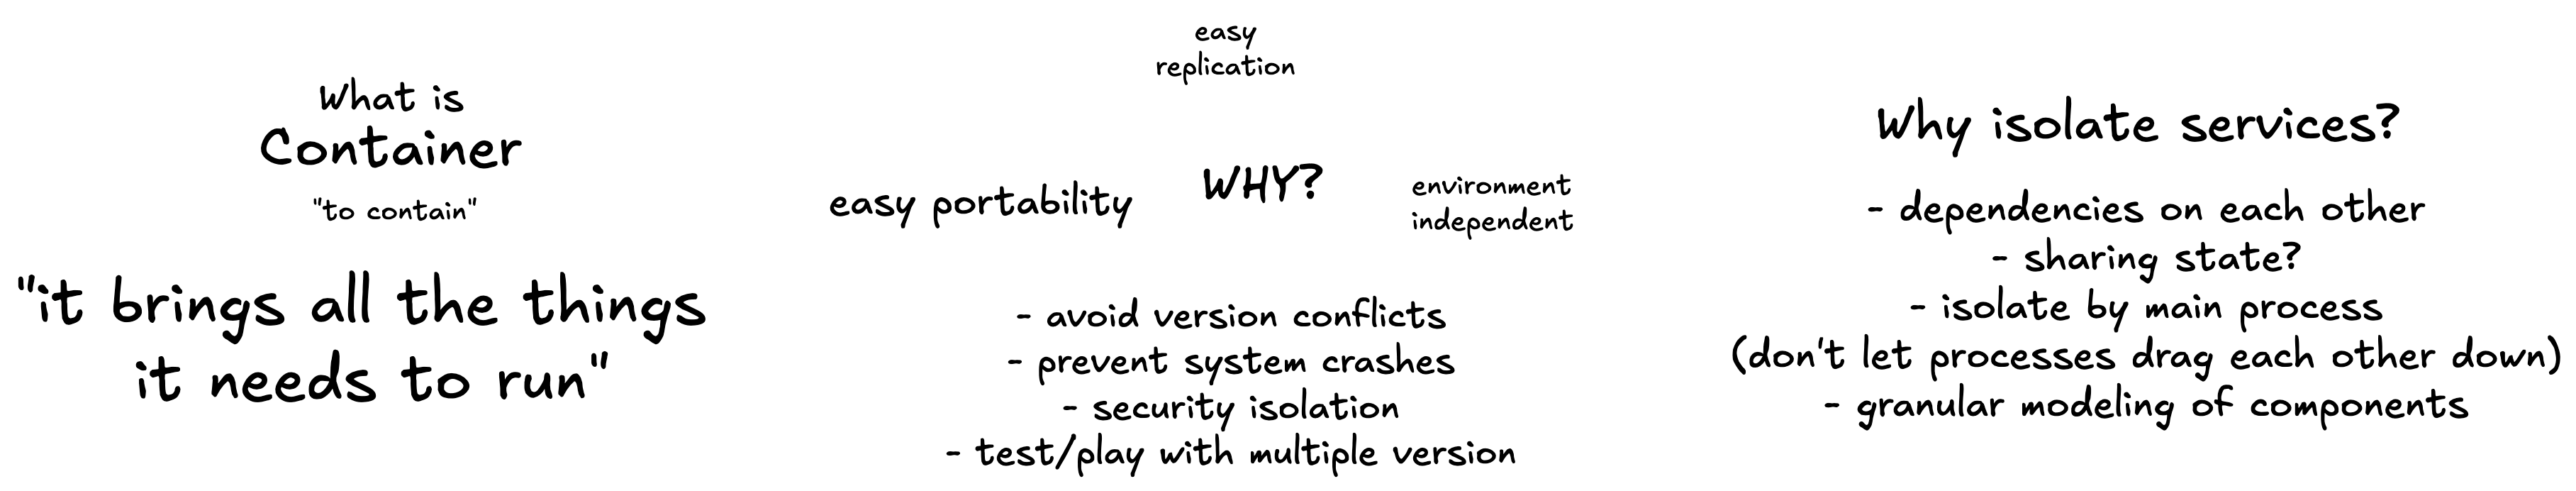 What is
Container
"to contain"
"it brings all the things
it needs to run"
easy
replication
easy portability
WHY?
environment
independent
- avoid version conflicts
- prevent system crashes
- security isolation
- test/play with multiple version
Why isolate services?
- dependencies on each other
- sharing state?
- isolate by main process
(don't let processes drag each other down)
- granular modeling of components